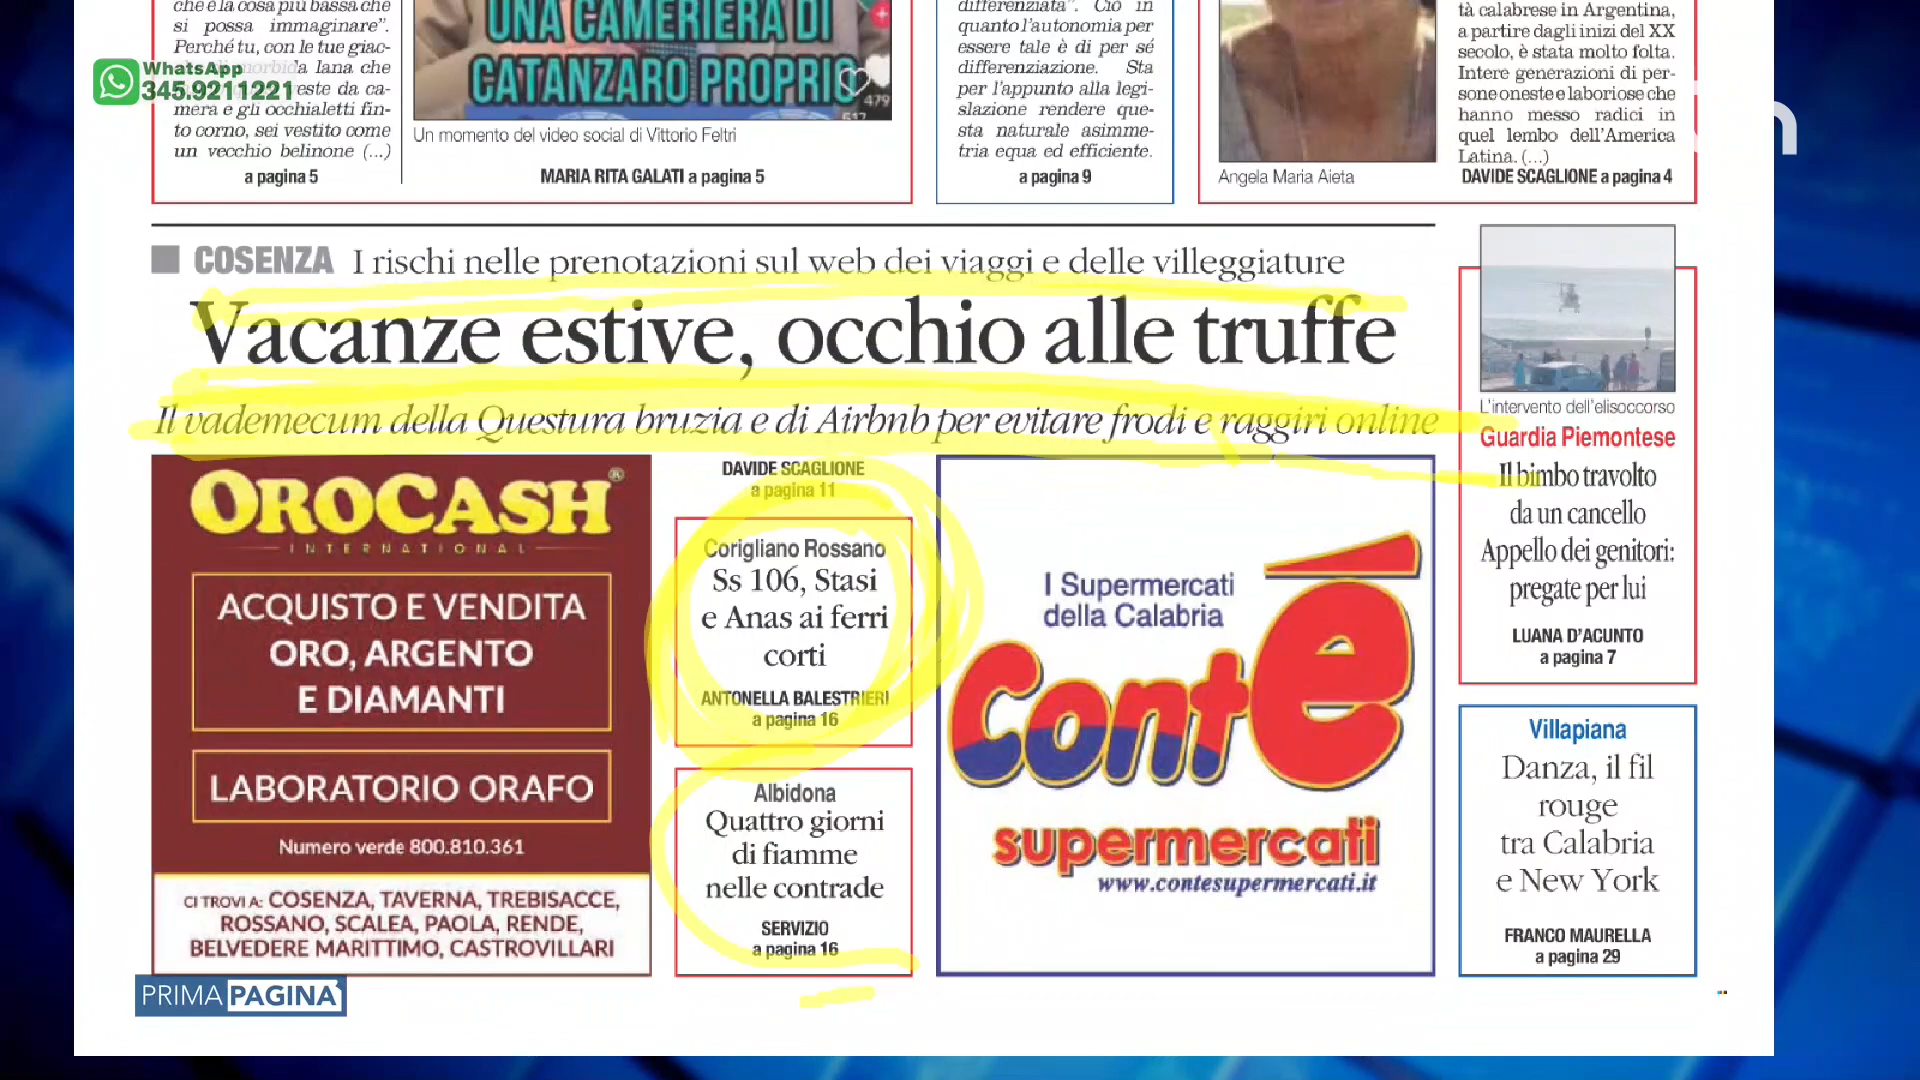 che è la cosa più bassa che
si possa immaginare".
Perché tu, con le tue giac-
morbida lana che
este da ca-
mera e gli occhialetti fin-
to corno, sei vestito come
un vecchio belinone (...)
a pagina 5
WhatsApp
345.9211221
UNA CAMERIERA DI
CATANZARO PROPRIO
479
617
Un momento del video social di Vittorio Feltri
MARIA RITA GALATI a pagina 5
differenziata". Ciò in
quanto l'autonomia per
essere tale è di per sé
differenziazione. Sta
per l'appunto alla legi-
slazione rendere que-
sta naturale asimme-
tria equa ed efficiente.
a pagina 9
Angela Maria Aieta
tà calabrese in Argentina,
a partire dagli inizi del XX
secolo, è stata molto folta.
Intere generazioni di per-
sone oneste e laboriose che
hanno messo radici in
quel lembo dell'America
Latina. (...)
DAVIDE SCAGLIONE a pagina 4
COSENZA I rischi nelle prenotazioni sul web dei viaggi e delle villeggiature
Vacanze estive, occhio alle truffe
Il vademecum della Questura bruzia e di Airbnb per evitare frodi e raggiri online
OROCASH®
INTERNATIONAL
ACQUISTO E VENDITA
ORO, ARGENTO
E DIAMANTI
LABORATORIO ORAFO
Numero verde 800.810.361
CI TROVI A: COSENZA, TAVERNA, TREBISACCE,
ROSSANO, SCALEA, PAOLA, RENDE,
BELVEDERE MARITTIMO, CASTROVILLARI
DAVIDE SCAGLIONE
a pagina 11
Corigliano Rossano
Ss 106, Stasi
e Anas ai ferri
corti
ANTONELLA BALESTRIERI
a pagina 16
Albidona
Quattro giorni
di fiamme
nelle contrade
SERVIZIO
a pagina 16
I Supermercati
della Calabria
Conté
supermercati
www.contesupermercati.it
L'intervento dell'elisoccorso
Guardia Piemontese
Il bimbo travolto
da un cancello
Appello dei genitori:
pregate per lui
LUANA D'ACUNTO
a pagina 7
Villapiana
Danza, il fil
rouge
tra Calabria
e New York
FRANCO MAURELLA
a pagina 29
PRIMA PAGINA